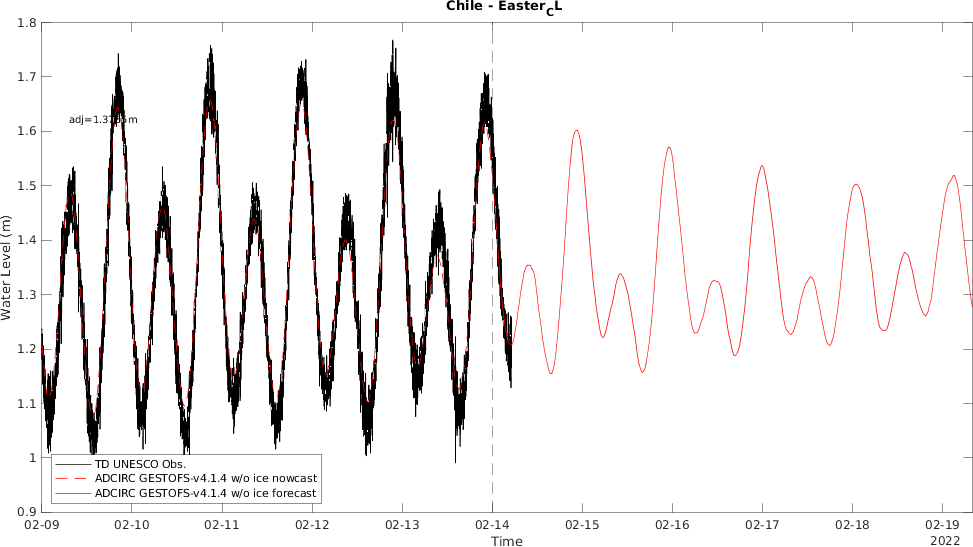 Chile - Easter_CL
1.8
1.7
1.6
1.5
1.4
1.3
1.2
1.1
1
0.9
Water Level (m)
TD UNESCO Obs.
ADCIRC GESTOFS-v4.1.4 w/o ice nowcast
ADCIRC GESTOFS-v4.1.4 w/o ice forecast
02-09 02-10 02-11 02-12 02-13 02-14 02-15 02-16 02-17 02-18 02-19
Time 2022